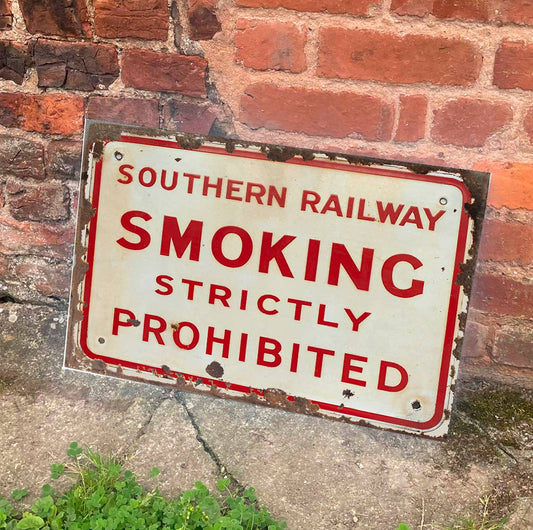 SOUTHERN RAILWAY
SMOKING
STRICTLY
PROHIBITED